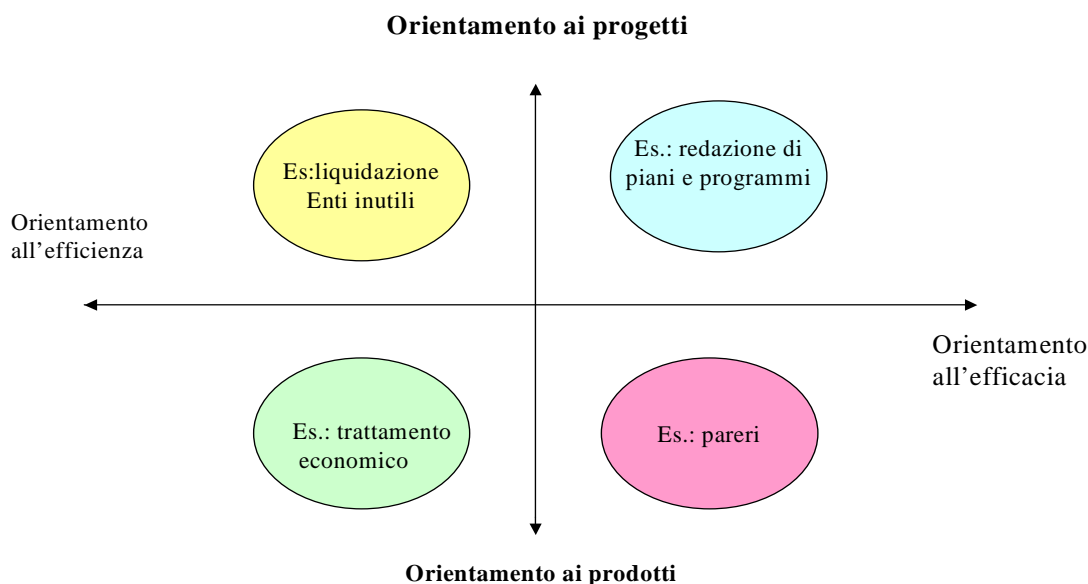 Orientamento ai progetti
Es:liquidazione
Enti inutili
Es.: redazione di
piani e programmi
Orientamento
all’efficienza
Orientamento
all’efficacia
Es.: trattamento
economico
Es.: pareri
Orientamento ai prodotti